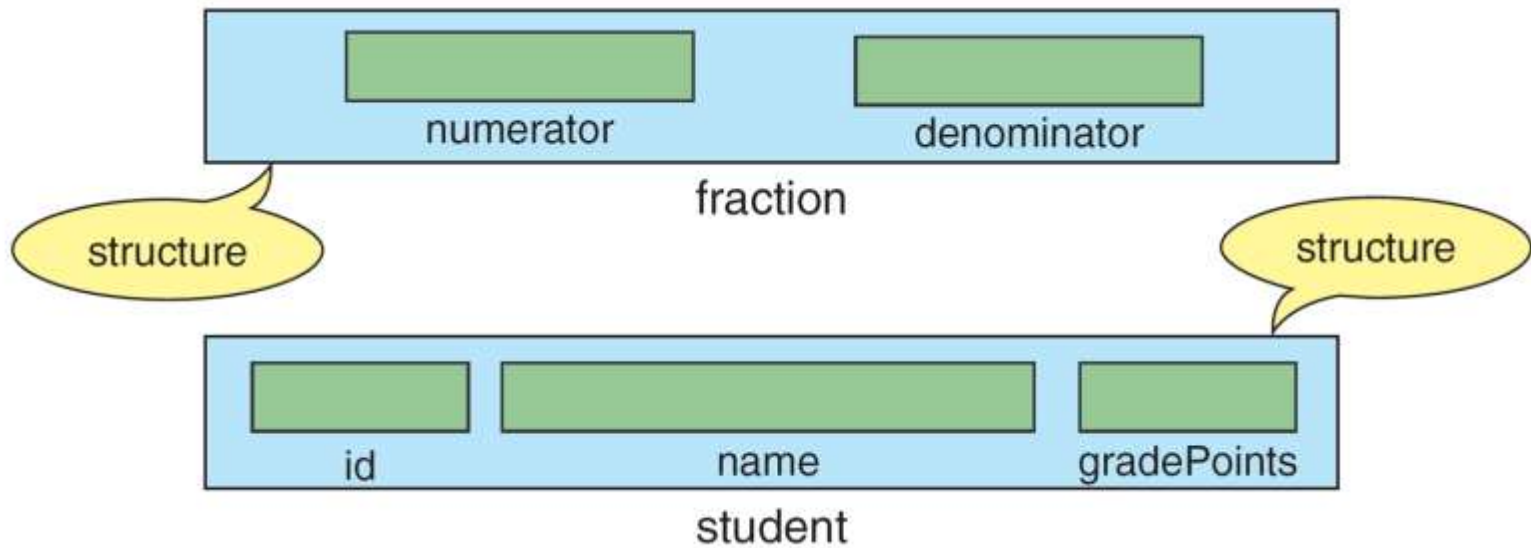 numerator
denominator
fraction
structure
structure
id
name
gradePoints
student